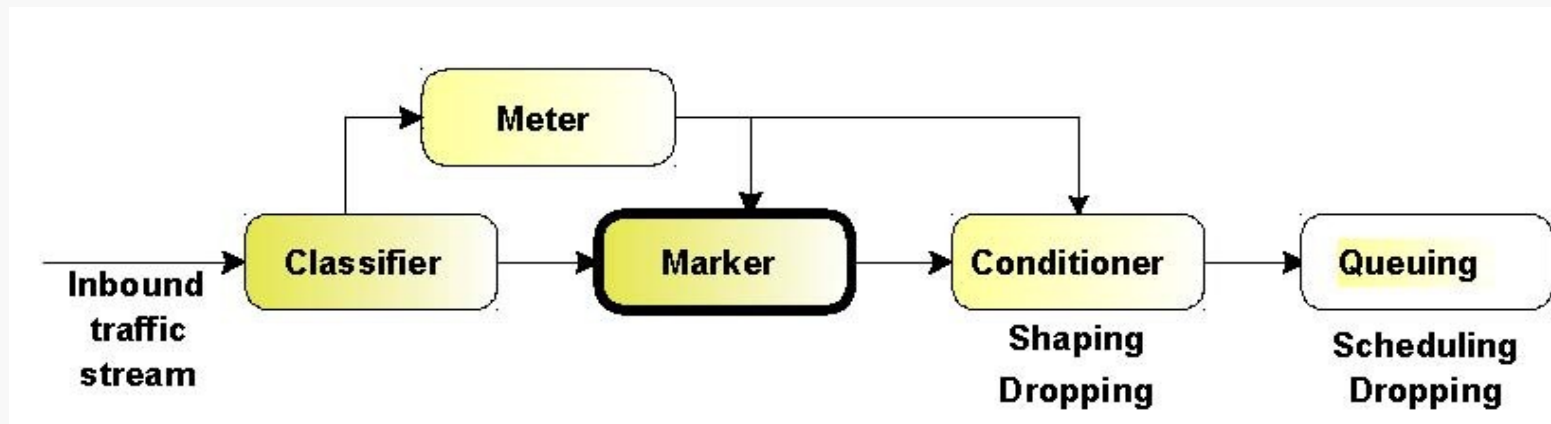 Meter
Classifier
Marker
Conditioner
Queuing
Inbound
traffic
stream
Shaping
Dropping
Scheduling
Dropping